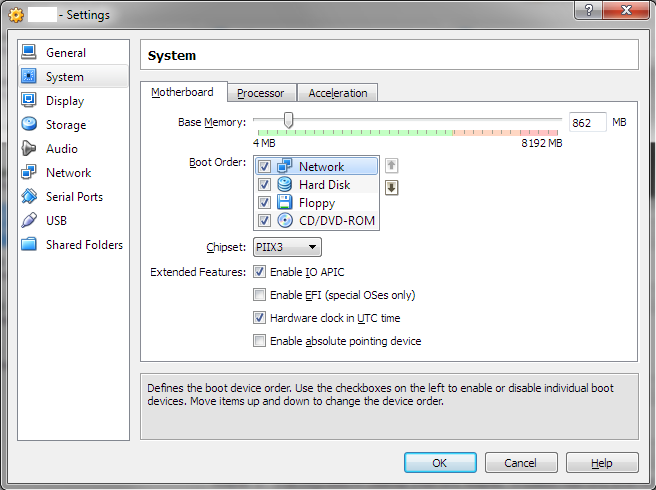 - Settings
General
System
Display
Storage
Audio
Network
Serial Ports
USB
Shared Folders
System
Motherboard Processor Acceleration
Base Memory: 862 MB
4 MB 8192 MB
Boot Order: Network
Hard Disk
Floppy
CD/DVD-ROM
Chipset: PIIX3
Extended Features: Enable IO APIC
Enable EFI (special OSes only)
Hardware clock in UTC time
Enable absolute pointing device
Defines the boot device order. Use the checkboxes on the left to enable or disable individual boot
devices. Move items up and down to change the device order.
OK Cancel Help